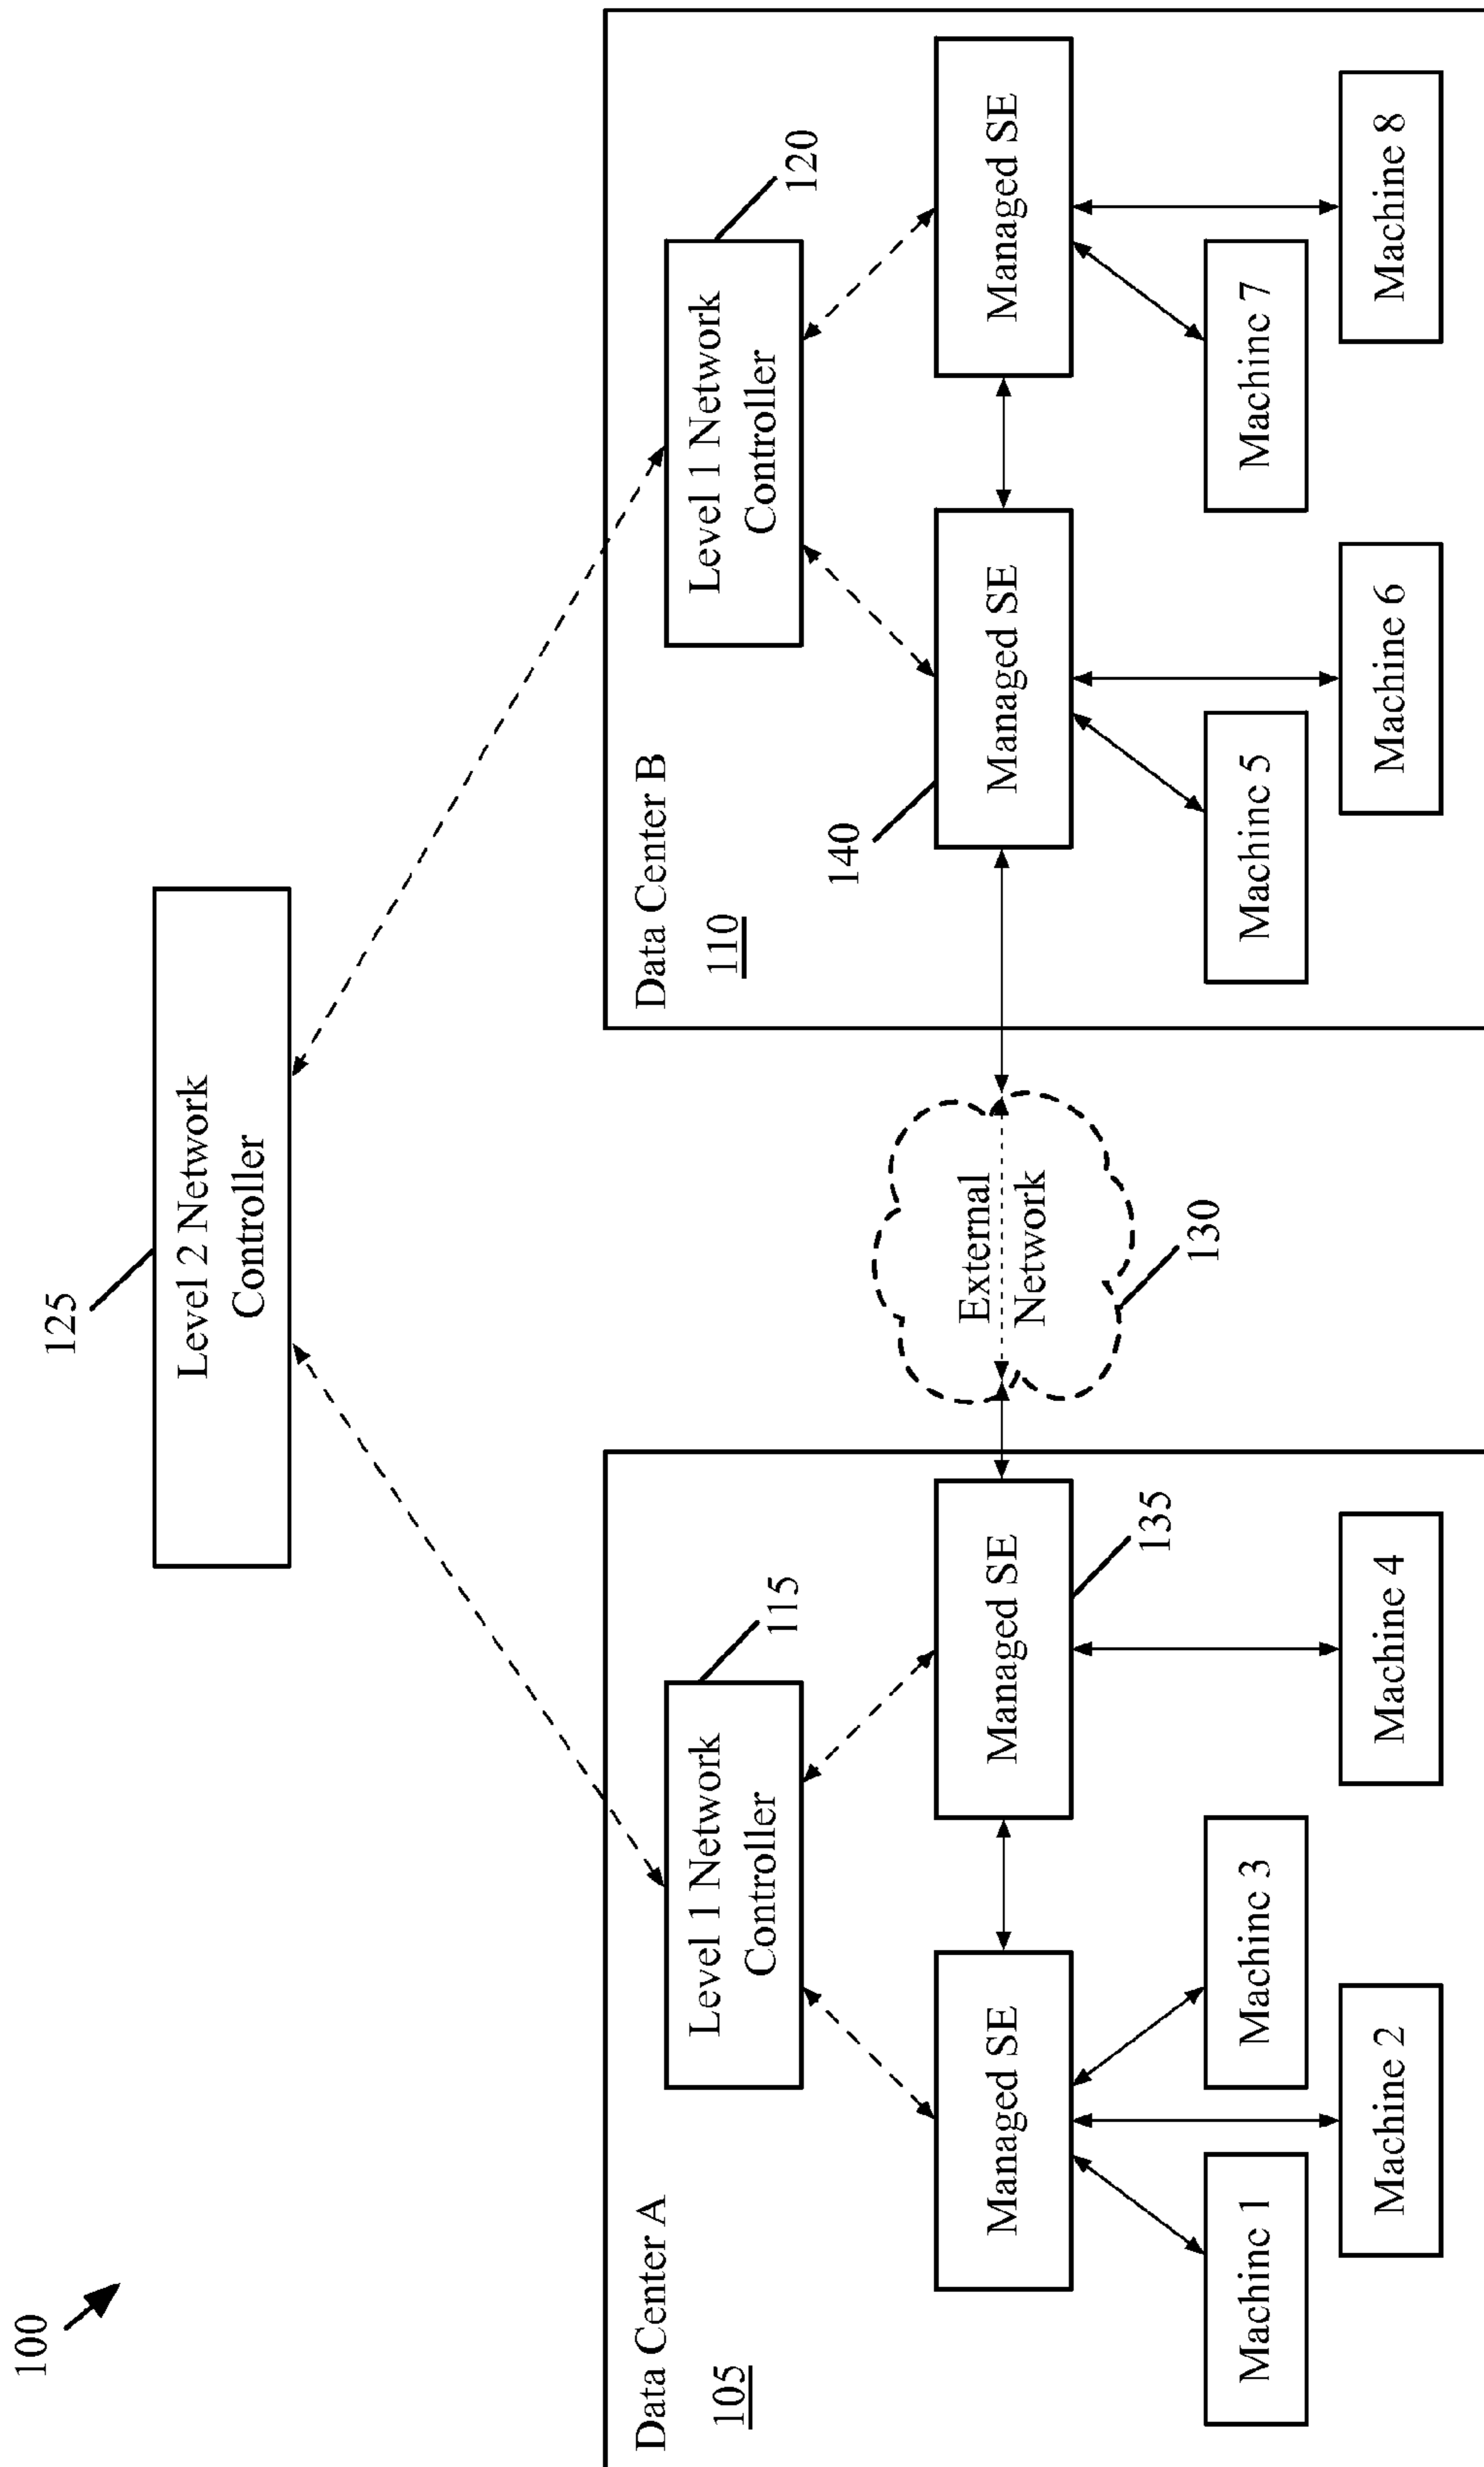 100
125
Level 2 Network
Controller
Data Center A
105
115
Level 1 Network
Controller
Managed SE
Managed SE
135
Machine 1
Machine 2
Machine 3
Machine 4
External
Network
130
Data Center B
110
120
Level 1 Network
Controller
140
Managed SE
Managed SE
Machine 5
Machine 6
Machine 7
Machine 8